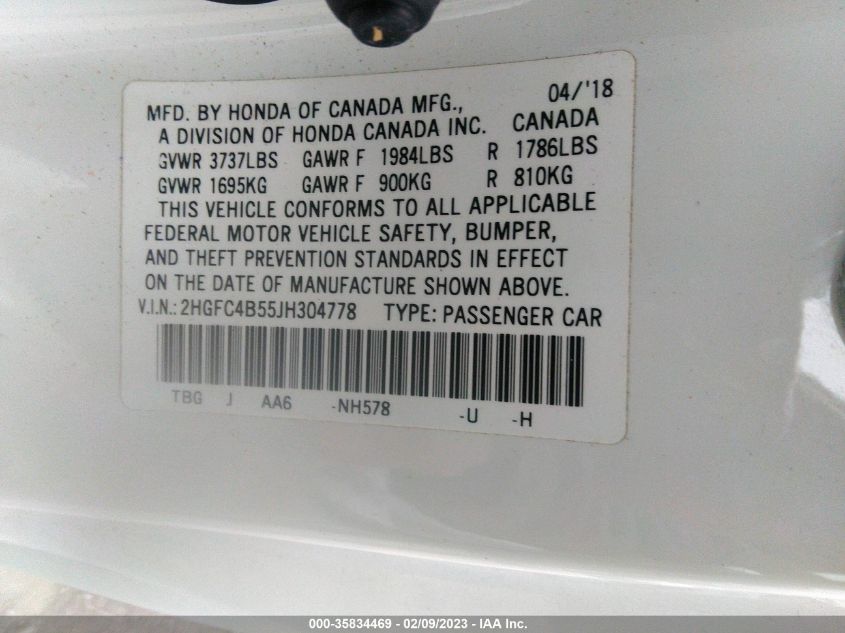 04/'18
MFD. BY HONDA OF CANADA MFG.,
A DIVISION OF HONDA CANADA INC. CANADA
GVWR 3737LBS GAWR F 1984LBS R 1786LBS
GVWR 1695KG GAWR F 900KG R 810KG
THIS VEHICLE CONFORMS TO ALL APPLICABLE
FEDERAL MOTOR VEHICLE SAFETY, BUMPER,
AND THEFT PREVENTION STANDARDS IN EFFECT
ON THE DATE OF MANUFACTURE SHOWN ABOVE.
V.I.N.: 2HGFC4B55JH304778 TYPE: PASSENGER CAR
TBG J AA6 -NH578 -U -H
000-35834469 - 02/09/2023 - IAA Inc.